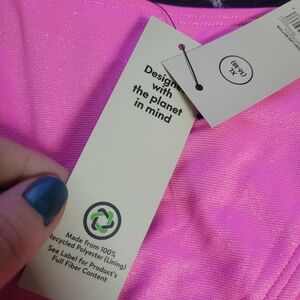 Designed
with
the planet
in mind
Made from 100%
Recycled Polyester (Lining)
See Label for Product's
Full Fiber Content
1X
(16-18)